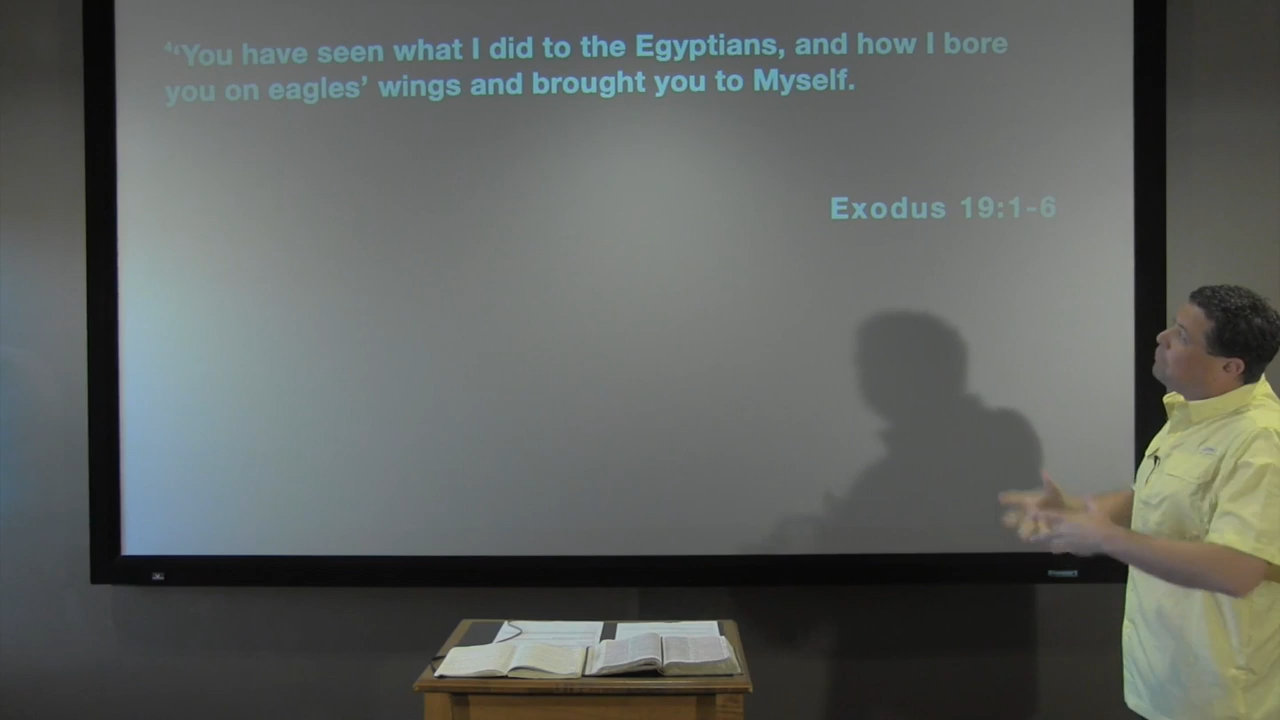 ⁴‘You have seen what I did to the Egyptians, and how I bore
you on eagles’ wings and brought you to Myself.
Exodus 19:1-6